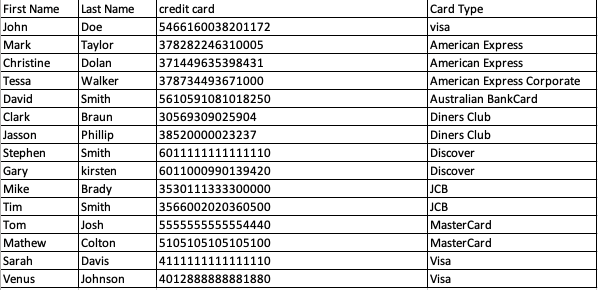 First Name Last Name credit card Card Type
John Doe 5466160038201172 visa
Mark Taylor 378282246310005 American Express
Christine Dolan 371449635398431 American Express
Tessa Walker 378734493671000 American Express Corporate
David Smith 5610591081018250 Australian BankCard
Clark Braun 30569309025904 Diners Club
Jasson Phillip 38520000023237 Diners Club
Stephen Smith 6011111111111110 Discover
Gary kirsten 6011000990139420 Discover
Mike Brady 3530111333300000 JCB
Tim Smith 3566002020360500 JCB
Tom Josh 5555555555554440 MasterCard
Mathew Colton 5105105105105100 MasterCard
Sarah Davis 4111111111111110 Visa
Venus Johnson 4012888888881880 Visa